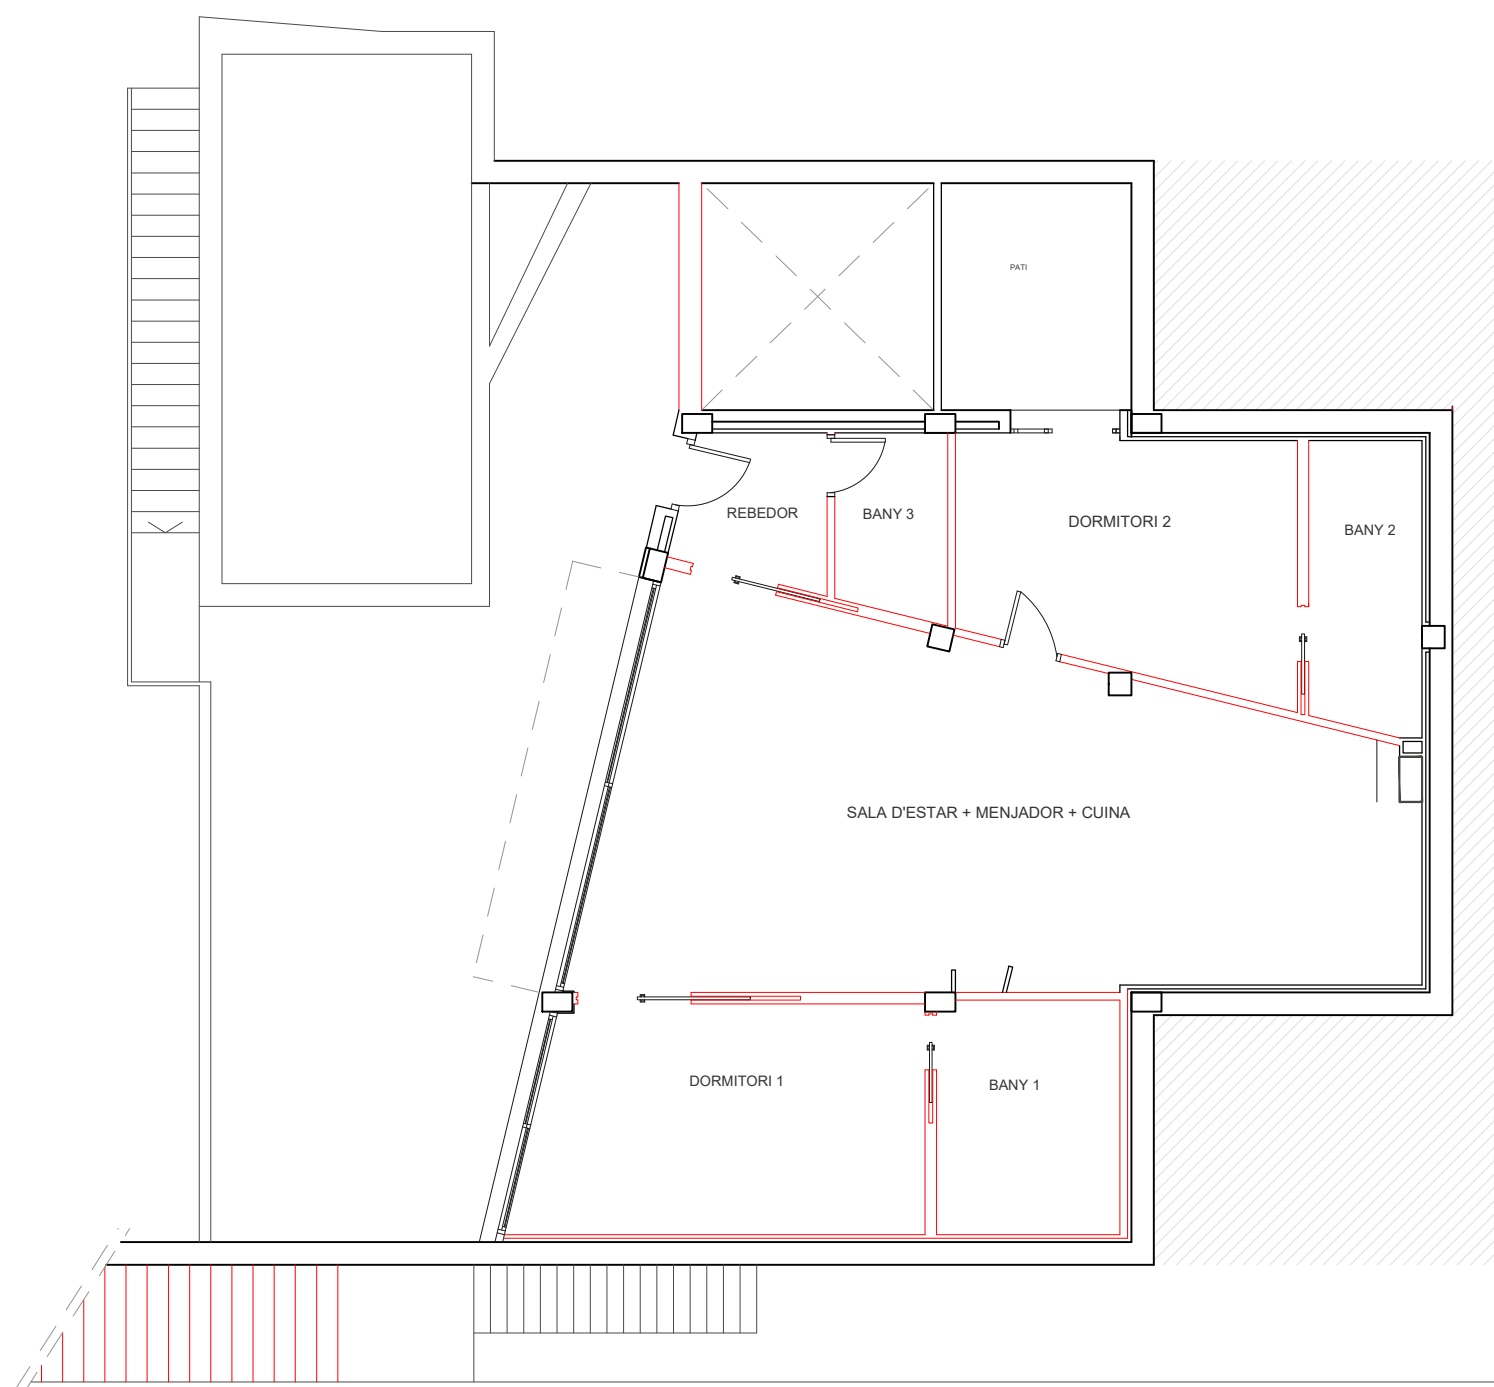 PATI
REBEDOR
BANY 3
DORMITORI 2
BANY 2
SALA D'ESTAR + MENJADOR + CUINA
DORMITORI 1
BANY 1